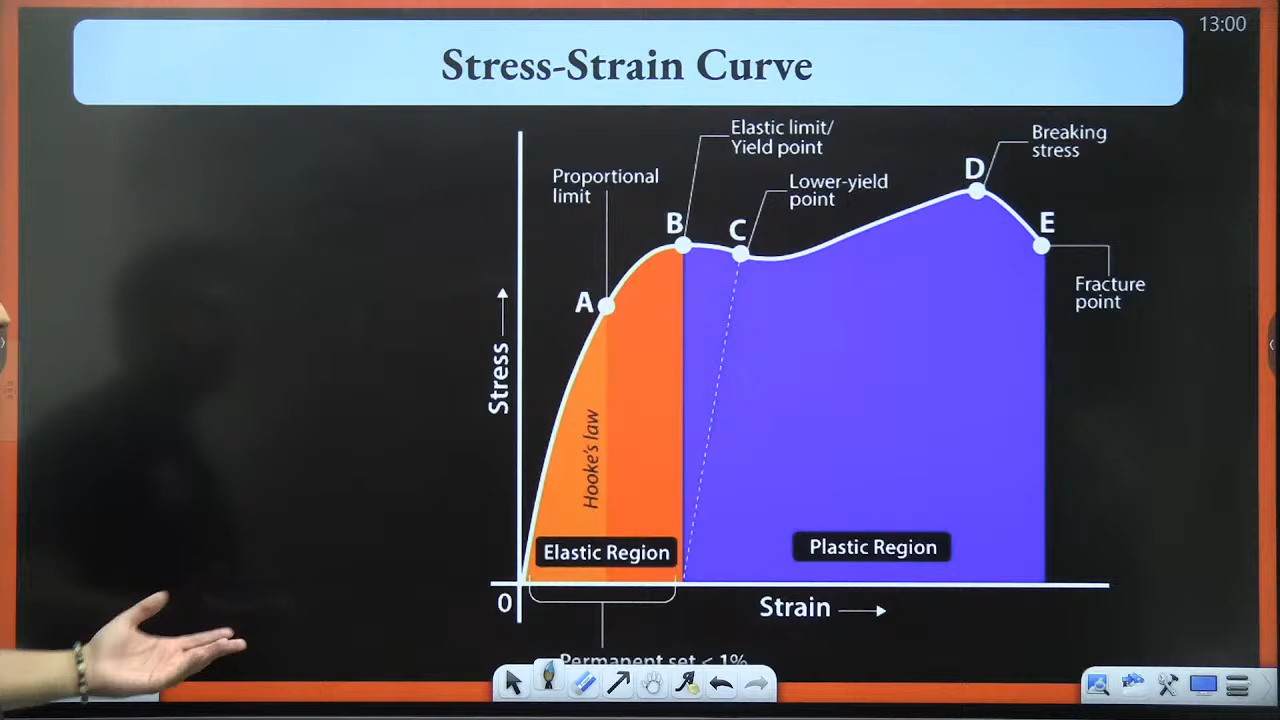 13:00
Stress-Strain Curve
Elastic limit/
Yield point
Breaking
stress
Proportional
limit
Lower-yield
point
D
B
C
E
A
Fracture
point
Stress
Hooke's law
Elastic Region
Plastic Region
0
Strain
Permanent set < 1%